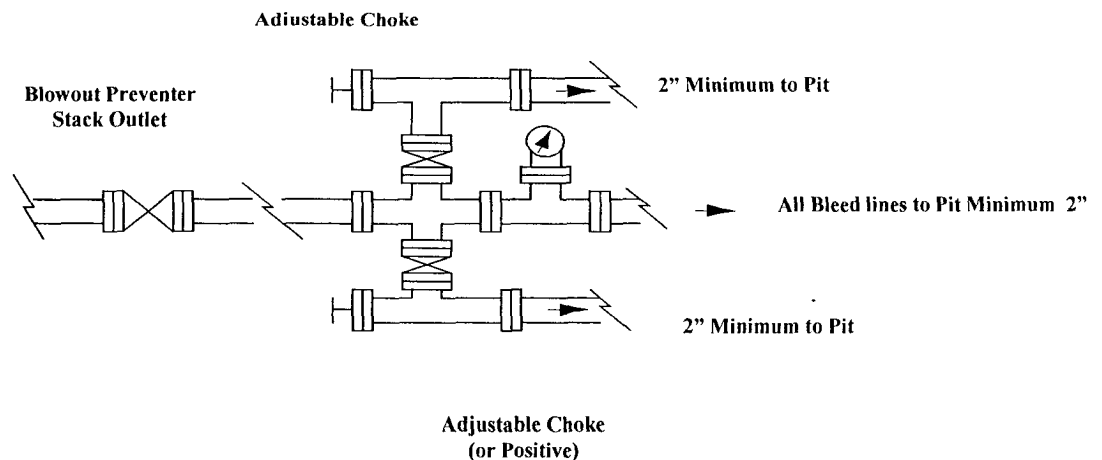 Adiustable Choke
Blowout Preventer
Stack Outlet
2” Minimum to Pit
All Bleed lines to Pit Minimum 2”
2” Minimum to Pit
Adjustable Choke
(or Positive)